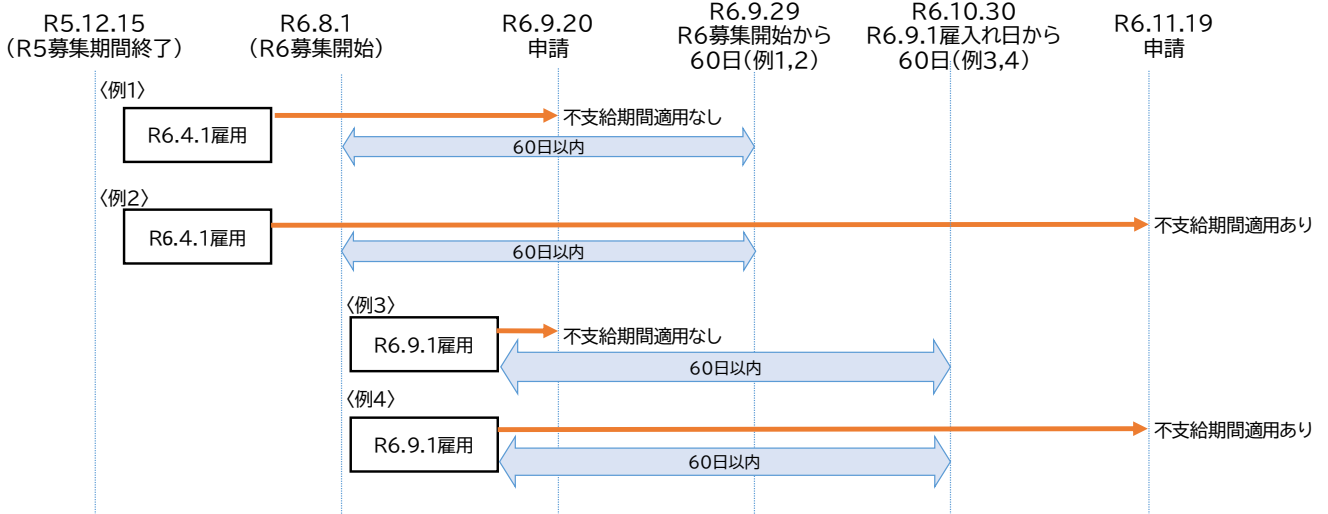 R5.12.15
(R5募集期間終了)
R6.8.1
(R6募集開始)
R6.9.20
申請
R6.9.29
R6募集開始から
60日(例1,2)
R6.10.30
R6.9.1雇入れ日から
60日(例3,4)
R6.11.19
申請
〈例1〉
R6.4.1雇用
不支給期間適用なし
60日以内
〈例2〉
R6.4.1雇用
不支給期間適用あり
60日以内
〈例3〉
R6.9.1雇用
不支給期間適用なし
60日以内
〈例4〉
R6.9.1雇用
不支給期間適用あり
60日以内